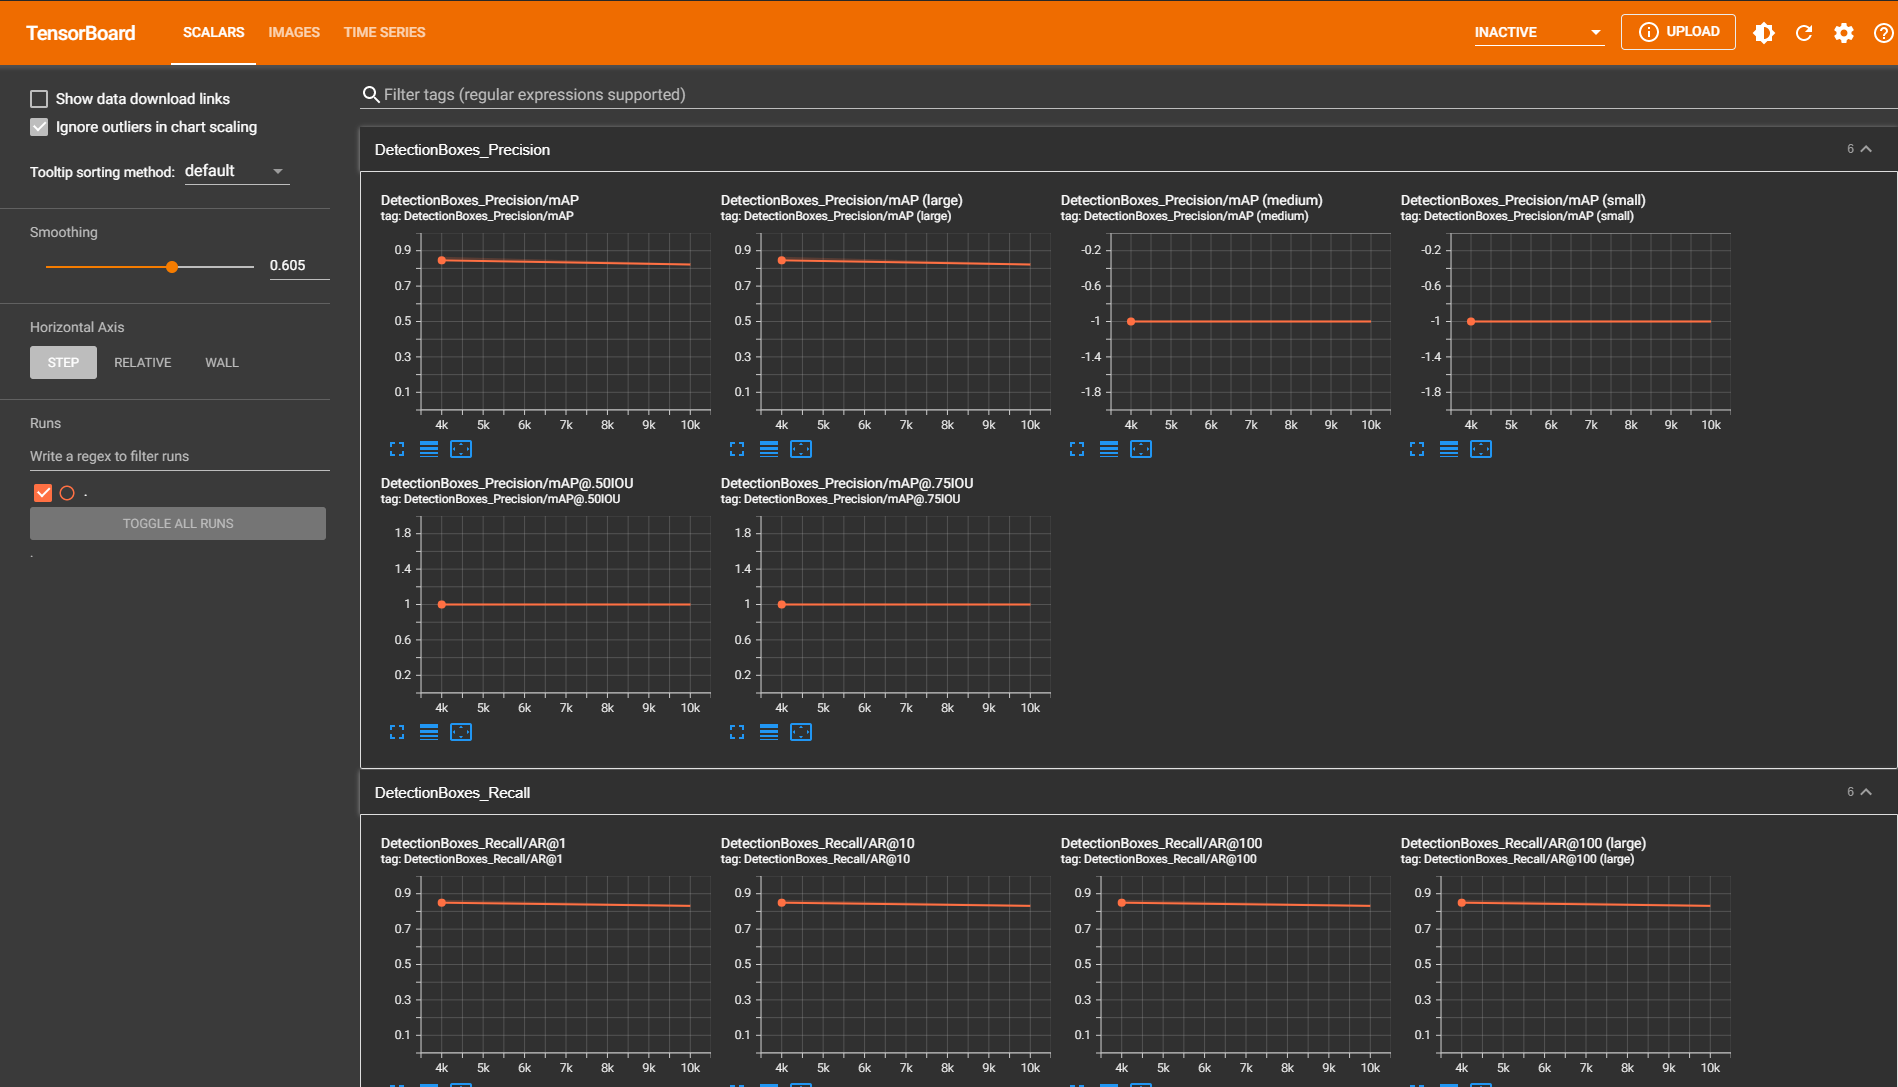 TensorBoard
SCALARS
IMAGES
TIME SERIES
INACTIVE
UPLOAD
Show data download links
Ignore outliers in chart scaling
Tooltip sorting method: default
Smoothing
0.605
Horizontal Axis
STEP
RELATIVE
WALL
Runs
Write a regex to filter runs
.
TOGGLE ALL RUNS
.
Filter tags (regular expressions supported)
DetectionBoxes_Precision
6
DetectionBoxes_Precision/mAP
tag: DetectionBoxes_Precision/mAP
0.9
0.7
0.5
0.3
0.1
4k 5k 6k 7k 8k 9k 10k
DetectionBoxes_Precision/mAP (large)
tag: DetectionBoxes_Precision/mAP (large)
0.9
0.7
0.5
0.3
0.1
4k 5k 6k 7k 8k 9k 10k
DetectionBoxes_Precision/mAP (medium)
tag: DetectionBoxes_Precision/mAP (medium)
-0.2
-0.6
-1
-1.4
-1.8
4k 5k 6k 7k 8k 9k 10k
DetectionBoxes_Precision/mAP (small)
tag: DetectionBoxes_Precision/mAP (small)
-0.2
-0.6
-1
-1.4
-1.8
4k 5k 6k 7k 8k 9k 10k
DetectionBoxes_Precision/mAP@.50IOU
tag: DetectionBoxes_Precision/mAP@.50IOU
1.8
1.4
1
0.6
0.2
4k 5k 6k 7k 8k 9k 10k
DetectionBoxes_Precision/mAP@.75IOU
tag: DetectionBoxes_Precision/mAP@.75IOU
1.8
1.4
1
0.6
0.2
4k 5k 6k 7k 8k 9k 10k
DetectionBoxes_Recall
6
DetectionBoxes_Recall/AR@1
tag: DetectionBoxes_Recall/AR@1
0.9
0.7
0.5
0.3
0.1
4k 5k 6k 7k 8k 9k 10k
DetectionBoxes_Recall/AR@10
tag: DetectionBoxes_Recall/AR@10
0.9
0.7
0.5
0.3
0.1
4k 5k 6k 7k 8k 9k 10k
DetectionBoxes_Recall/AR@100
tag: DetectionBoxes_Recall/AR@100
0.9
0.7
0.5
0.3
0.1
4k 5k 6k 7k 8k 9k 10k
DetectionBoxes_Recall/AR@100 (large)
tag: DetectionBoxes_Recall/AR@100 (large)
0.9
0.7
0.5
0.3
0.1
4k 5k 6k 7k 8k 9k 10k